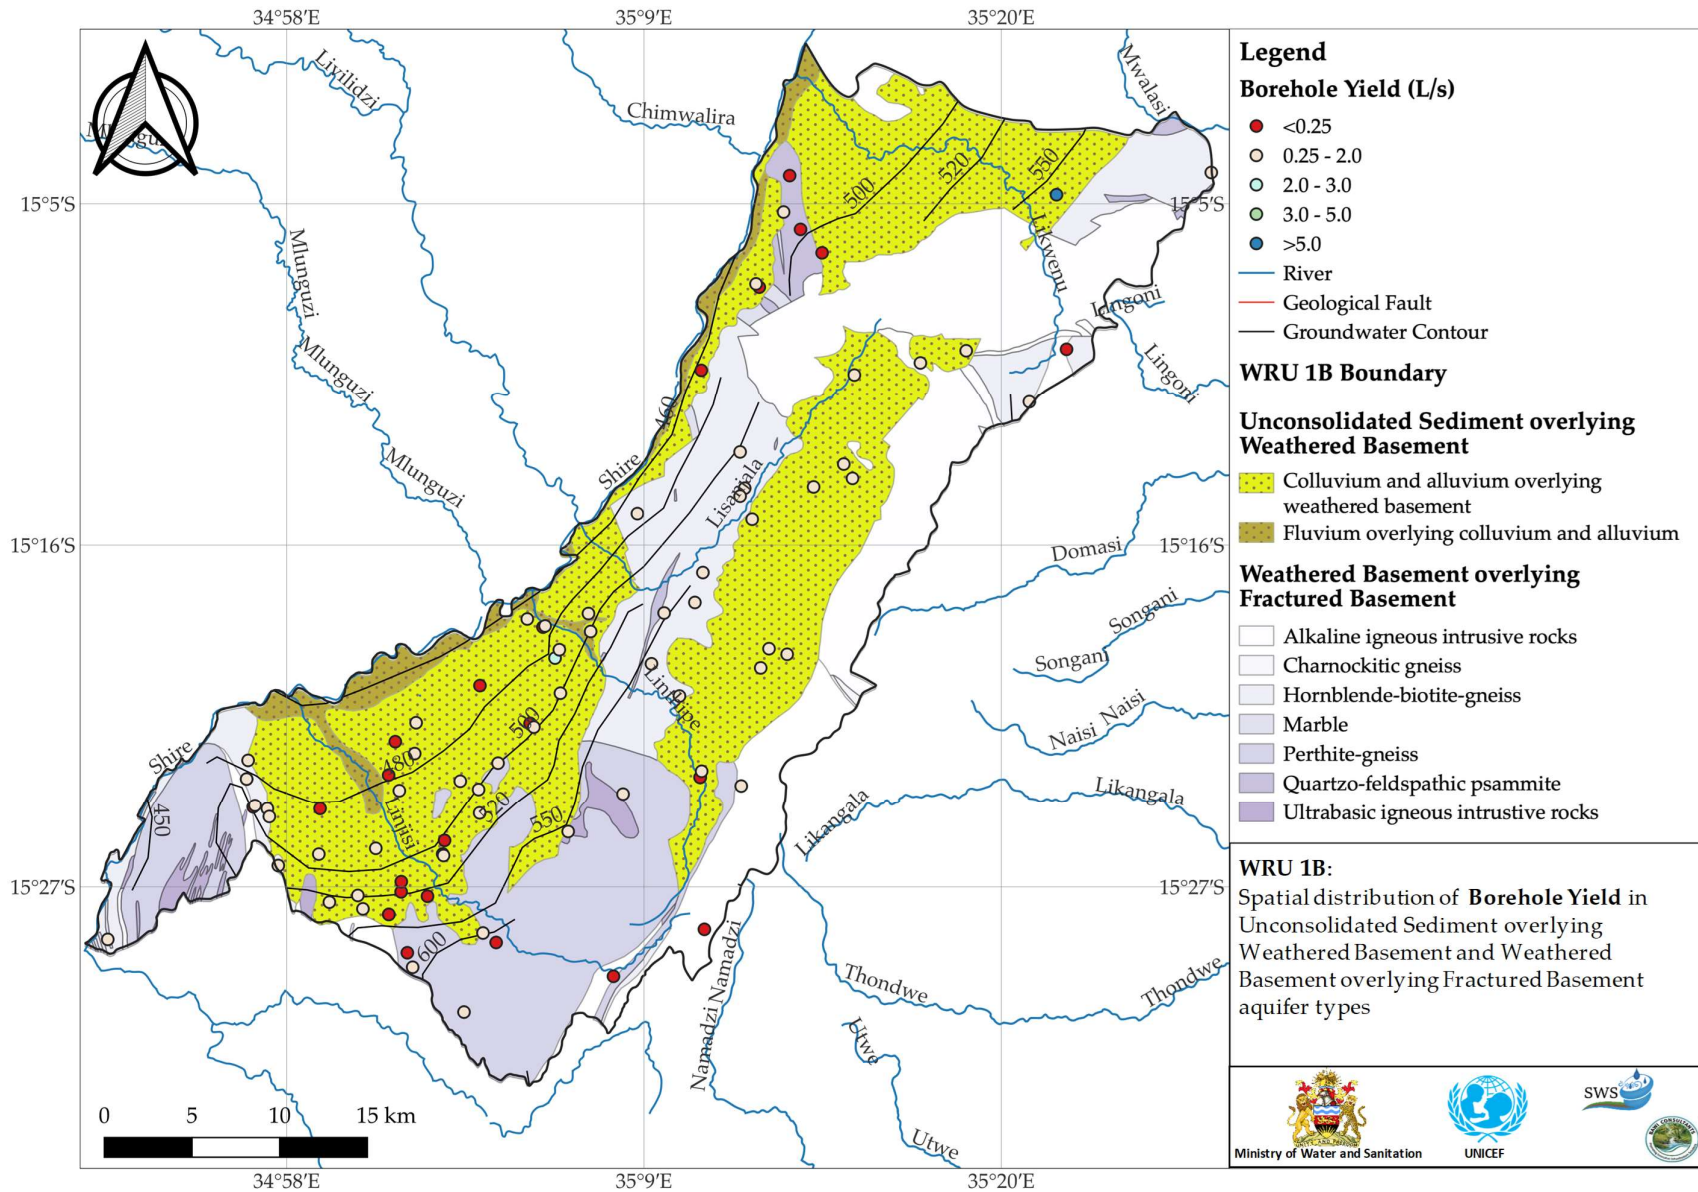 34°58'E
35°9'E
35°20'E
Livilidzi
Chimwalira
Mwalasi
15°5'S
15°5'S
500
520
550
Likwenu
Mlunguzi
Mlunguzi
Mlunguzi
Lingoni
Lingoni
460
Shire
Lisanjala
15°16'S
15°16'S
Domasi
Songani
Songani
Naisi
Naisi
Linjisi
Shire
450
480
500
520
550
600
Likangala
Likangala
15°27'S
15°27'S
Namadzi
Namadzi
Thondwe
Thondwe
Utwe
Utwe
0 5 10 15 km
34°58'E
35°9'E
35°20'E
Legend
Borehole Yield (L/s)
<0.25
0.25 - 2.0
2.0 - 3.0
3.0 - 5.0
>5.0
River
Geological Fault
Groundwater Contour
WRU 1B Boundary
Unconsolidated Sediment overlying
Weathered Basement
Colluvium and alluvium overlying
weathered basement
Fluvium overlying colluvium and alluvium
Weathered Basement overlying
Fractured Basement
Alkaline igneous intrusive rocks
Charnockitic gneiss
Hornblende-biotite-gneiss
Marble
Perthite-gneiss
Quartzo-feldspathic psammite
Ultrabasic igneous intrustive rocks
WRU 1B:
Spatial distribution of Borehole Yield in
Unconsolidated Sediment overlying
Weathered Basement and Weathered
Basement overlying Fractured Basement
aquifer types
Ministry of Water and Sanitation
UNICEF
SWS